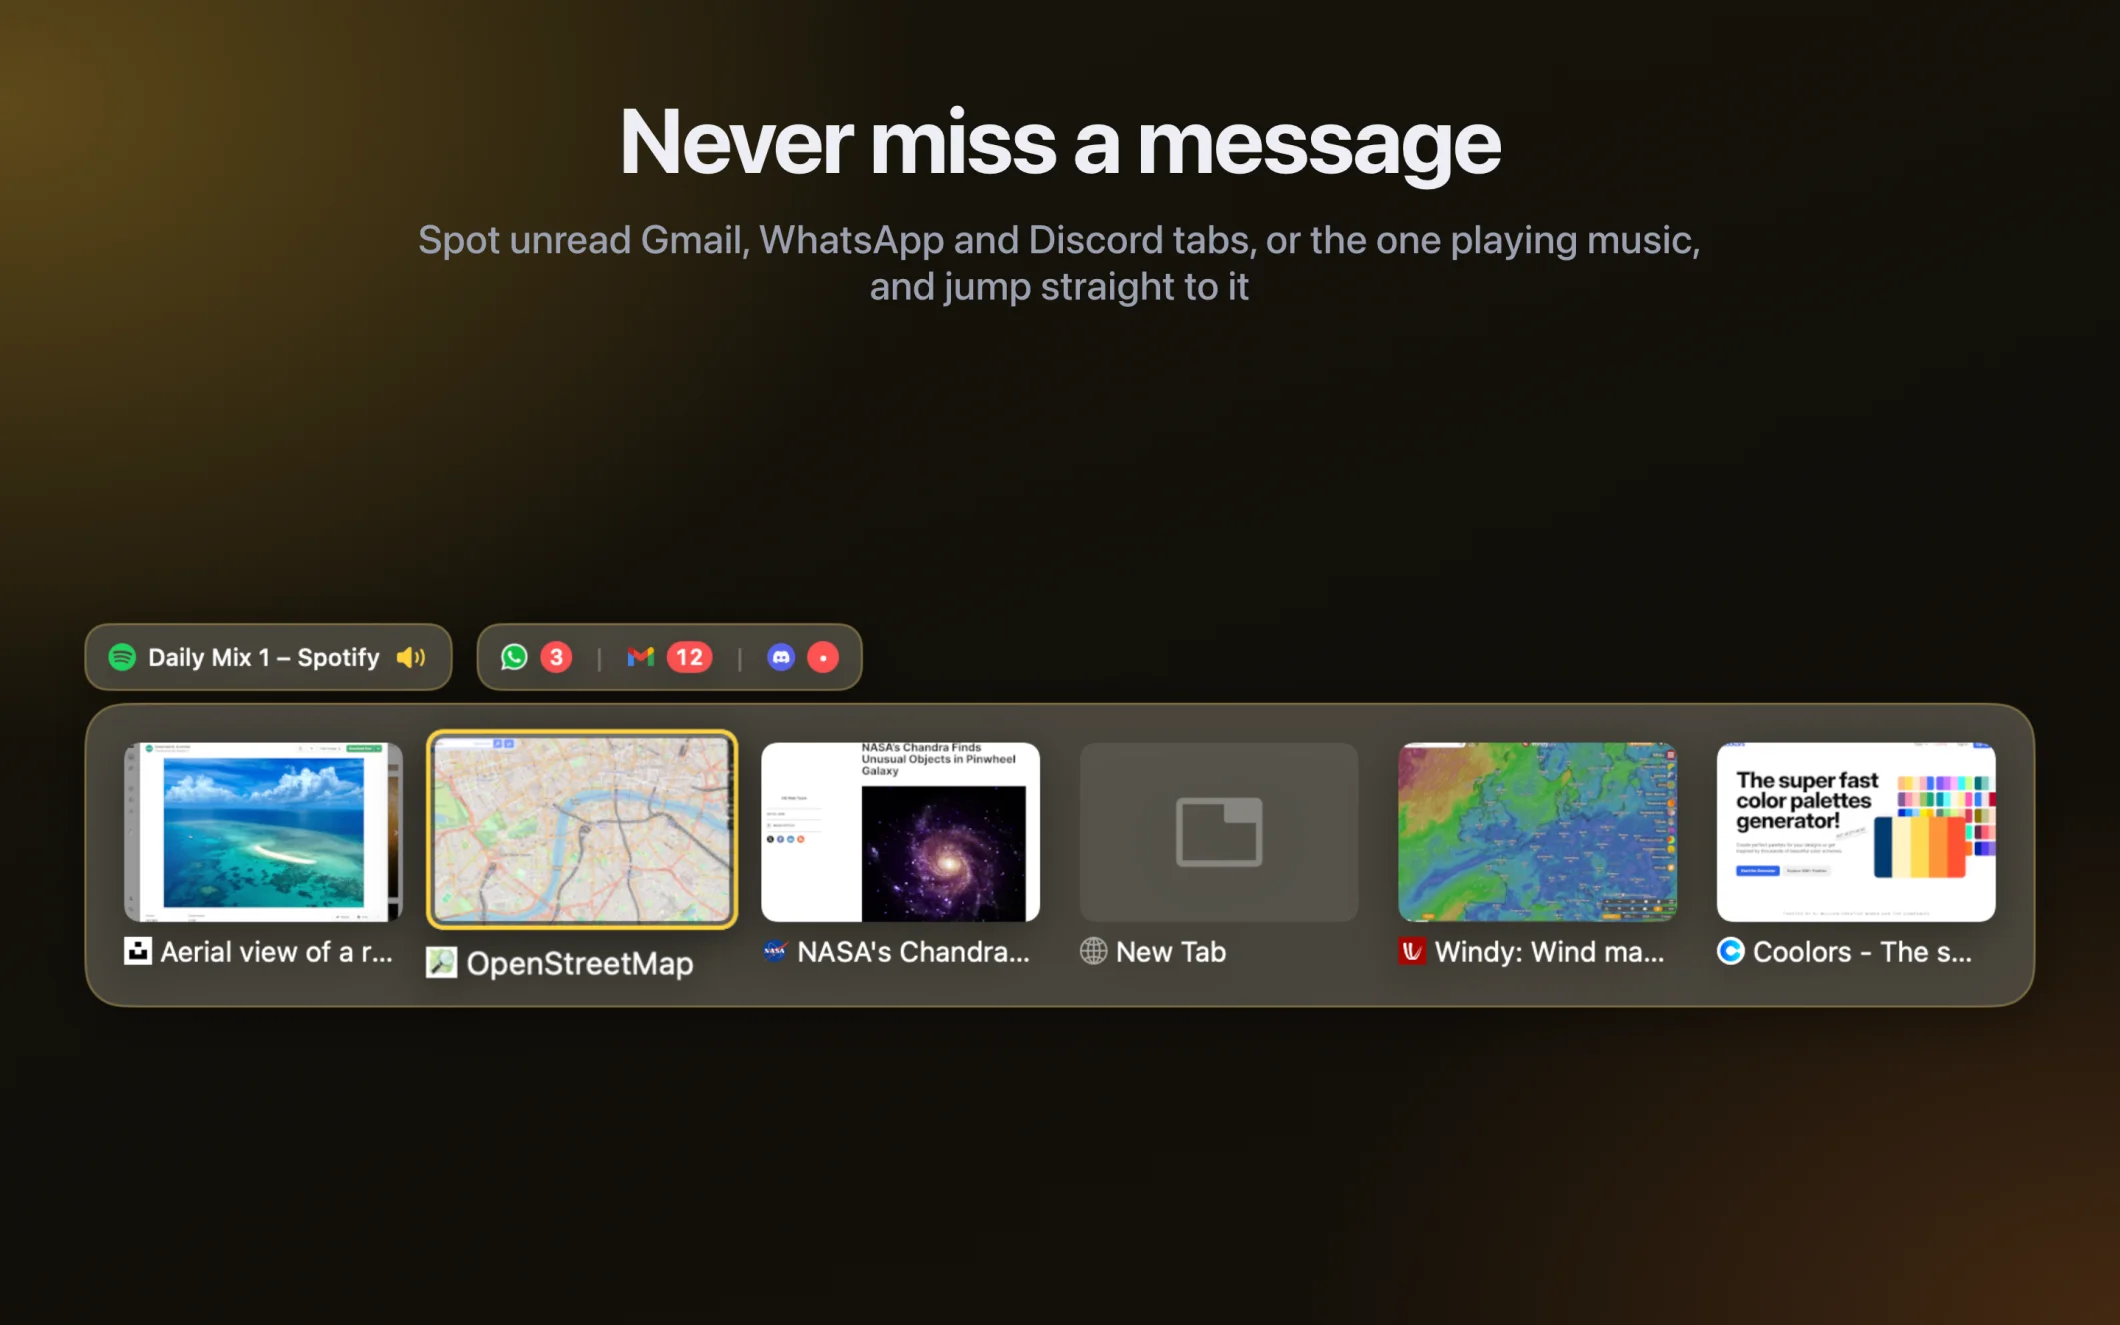 Never miss a message
Spot unread Gmail, WhatsApp and Discord tabs, or the one playing music,
and jump straight to it
Daily Mix 1 – Spotify
3 | 12 |
NASA's Chandra Finds
Unusual Objects in Pinwheel
Galaxy
The super fast
color palettes
generator!
Aerial view of a r...
OpenStreetMap
NASA's Chandra...
New Tab
Windy: Wind ma...
Coolors - The s...